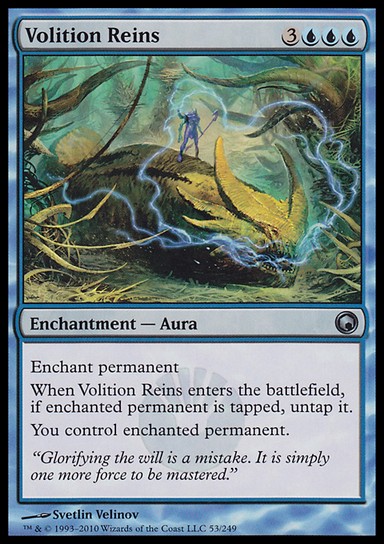 Volition Reins 3
Enchantment — Aura
Enchant permanent
When Volition Reins enters the battlefield,
if enchanted permanent is tapped, untap it.
You control enchanted permanent.
“Glorifying the will is a mistake. It is simply
one more force to be mastered.”
Svetlin Velinov
™ & © 1993–2010 Wizards of the Coast LLC 53/249